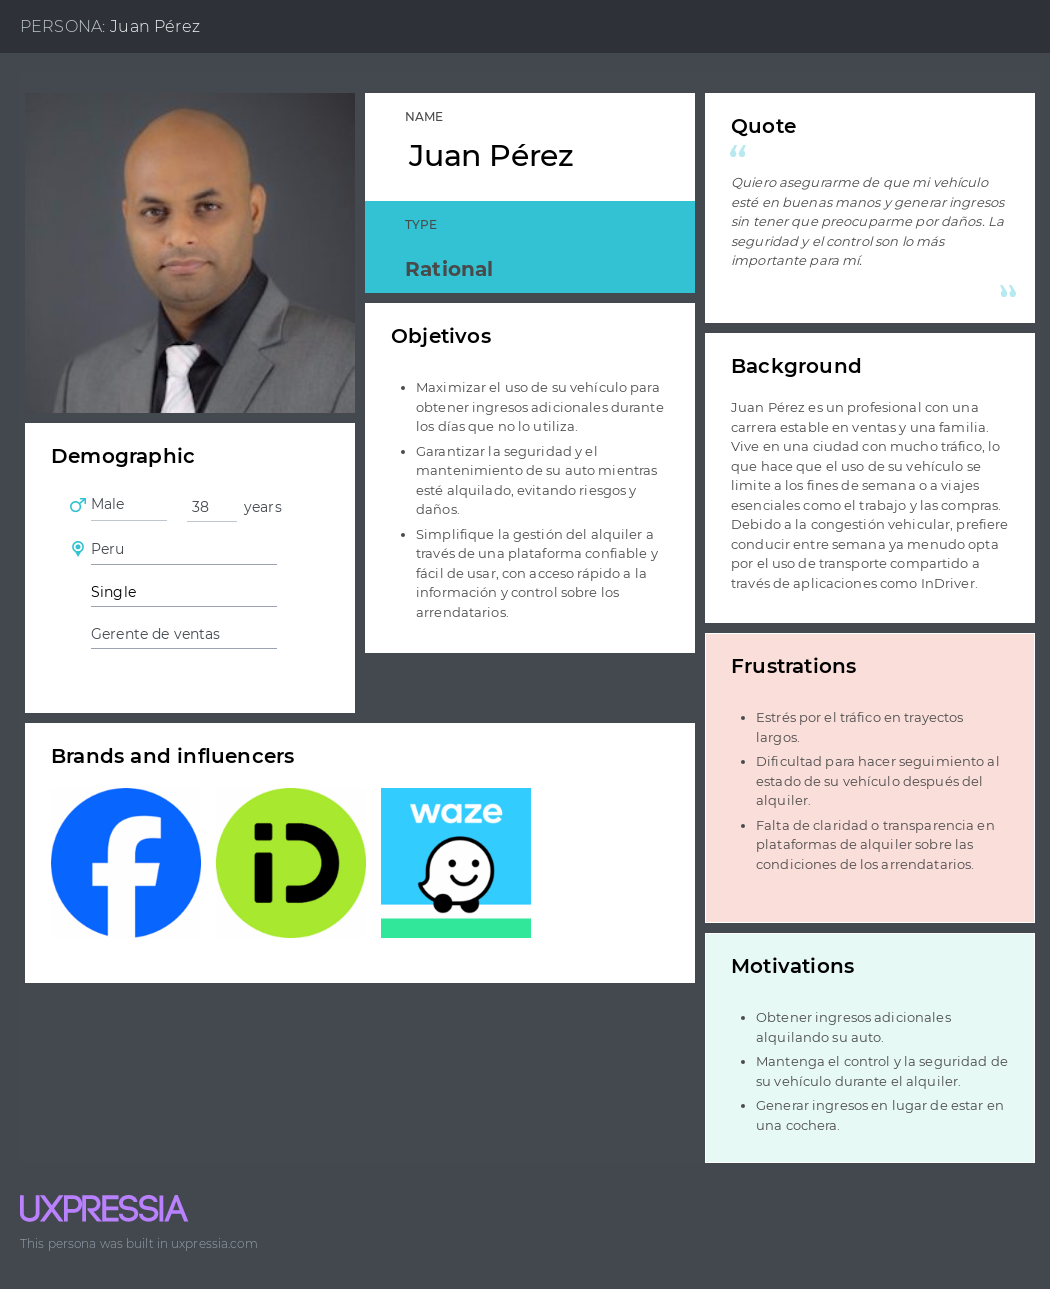 PERSONA: Juan Pérez
NAME
Juan Pérez
TYPE
Rational
Quote
“
Quiero asegurarme de que mi vehículo
esté en buenas manos y generar ingresos
sin tener que preocuparme por daños. La
seguridad y el control son lo más
importante para mí.
”
Demographic
Male
38 years
Peru
Single
Gerente de ventas
Objetivos
• Maximizar el uso de su vehículo para
obtener ingresos adicionales durante
los días que no lo utiliza.
• Garantizar la seguridad y el
mantenimiento de su auto mientras
esté alquilado, evitando riesgos y
daños.
• Simplifique la gestión del alquiler a
través de una plataforma confiable y
fácil de usar, con acceso rápido a la
información y control sobre los
arrendatarios.
Background
Juan Pérez es un profesional con una
carrera estable en ventas y una familia.
Vive en una ciudad con mucho tráfico, lo
que hace que el uso de su vehículo se
limite a los fines de semana o a viajes
esenciales como el trabajo y las compras.
Debido a la congestión vehicular, prefiere
conducir entre semana ya menudo opta
por el uso de transporte compartido a
través de aplicaciones como InDriver.
Brands and influencers
f
iD
waze
Frustrations
• Estrés por el tráfico en trayectos
largos.
• Dificultad para hacer seguimiento al
estado de su vehículo después del
alquiler.
• Falta de claridad o transparencia en
plataformas de alquiler sobre las
condiciones de los arrendatarios.
Motivations
• Obtener ingresos adicionales
alquilando su auto.
• Mantenga el control y la seguridad de
su vehículo durante el alquiler.
• Generar ingresos en lugar de estar en
una cochera.
UXPRESSIA
This persona was built in uxpressia.com